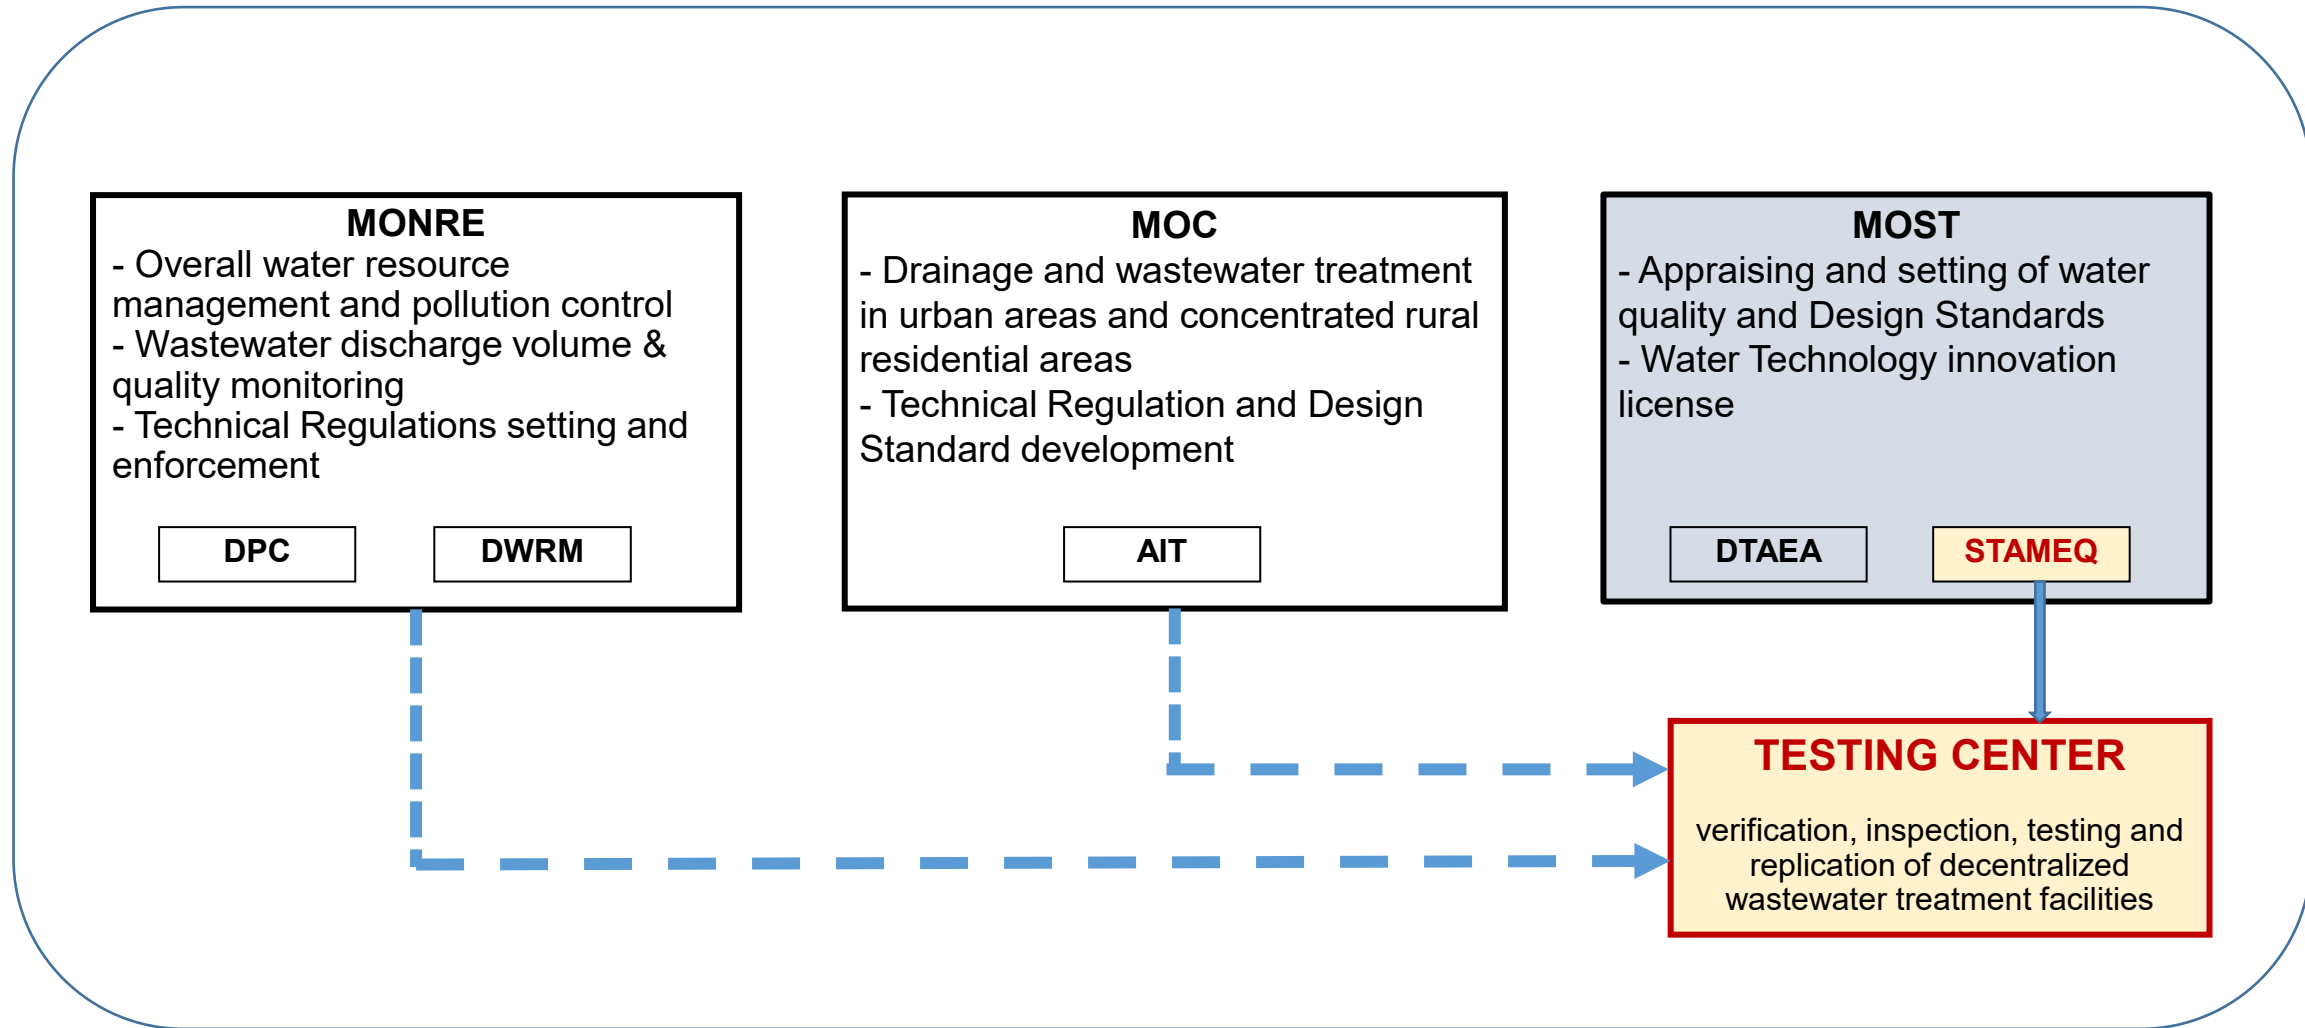 MONRE
- Overall water resource
management and pollution control
- Wastewater discharge volume &
quality monitoring
- Technical Regulations setting and
enforcement
DPC
DWRM
MOC
- Drainage and wastewater treatment
in urban areas and concentrated rural
residential areas
- Technical Regulation and Design
Standard development
AIT
MOST
- Appraising and setting of water
quality and Design Standards
- Water Technology innovation
license
DTAEA
STAMEQ
TESTING CENTER
verification, inspection, testing and
replication of decentralized
wastewater treatment facilities